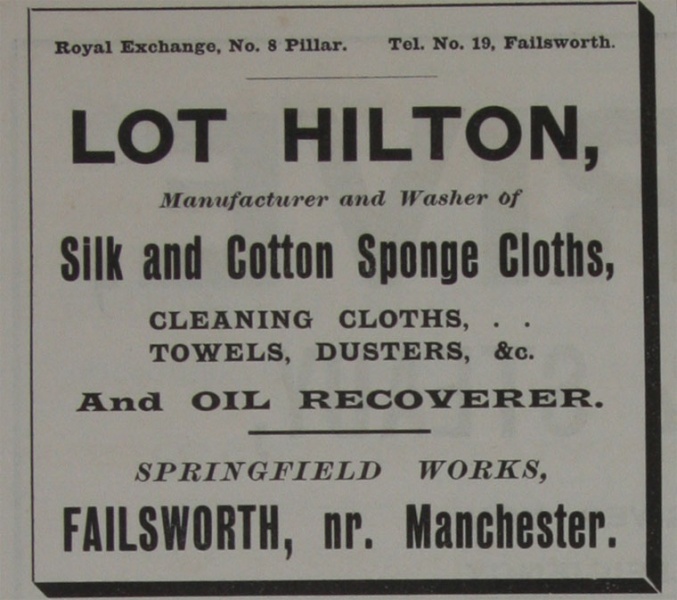 Royal Exchange, No. 8 Pillar. Tel. No. 19, Failsworth.
LOT HILTON,
Manufacturer and Washer of
Silk and Cotton Sponge Cloths,
CLEANING CLOTHS, . .
TOWELS, DUSTERS, &c.
And OIL RECOVERER.
SPRINGFIELD WORKS,
FAILSWORTH, nr. Manchester.